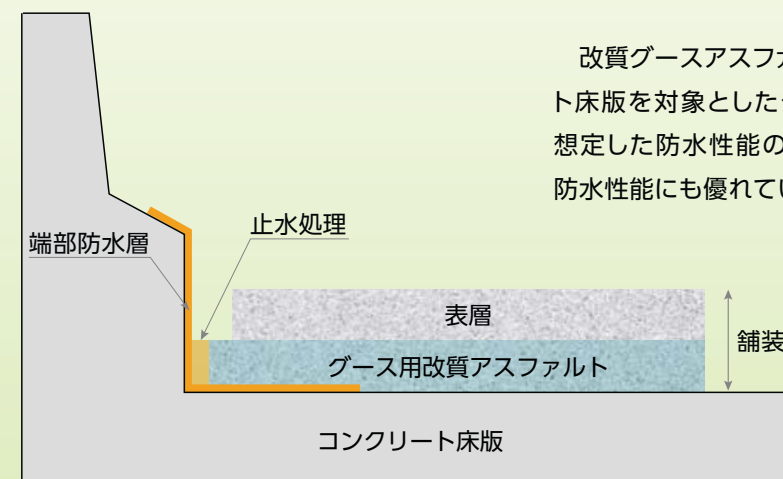 改質グースアスフ
ト床版を対象とした
想定した防水性能の
防水性能にも優れてい
止水処理
端部防水層
表層
舗装
グース用改質アスファルト
コンクリート床版